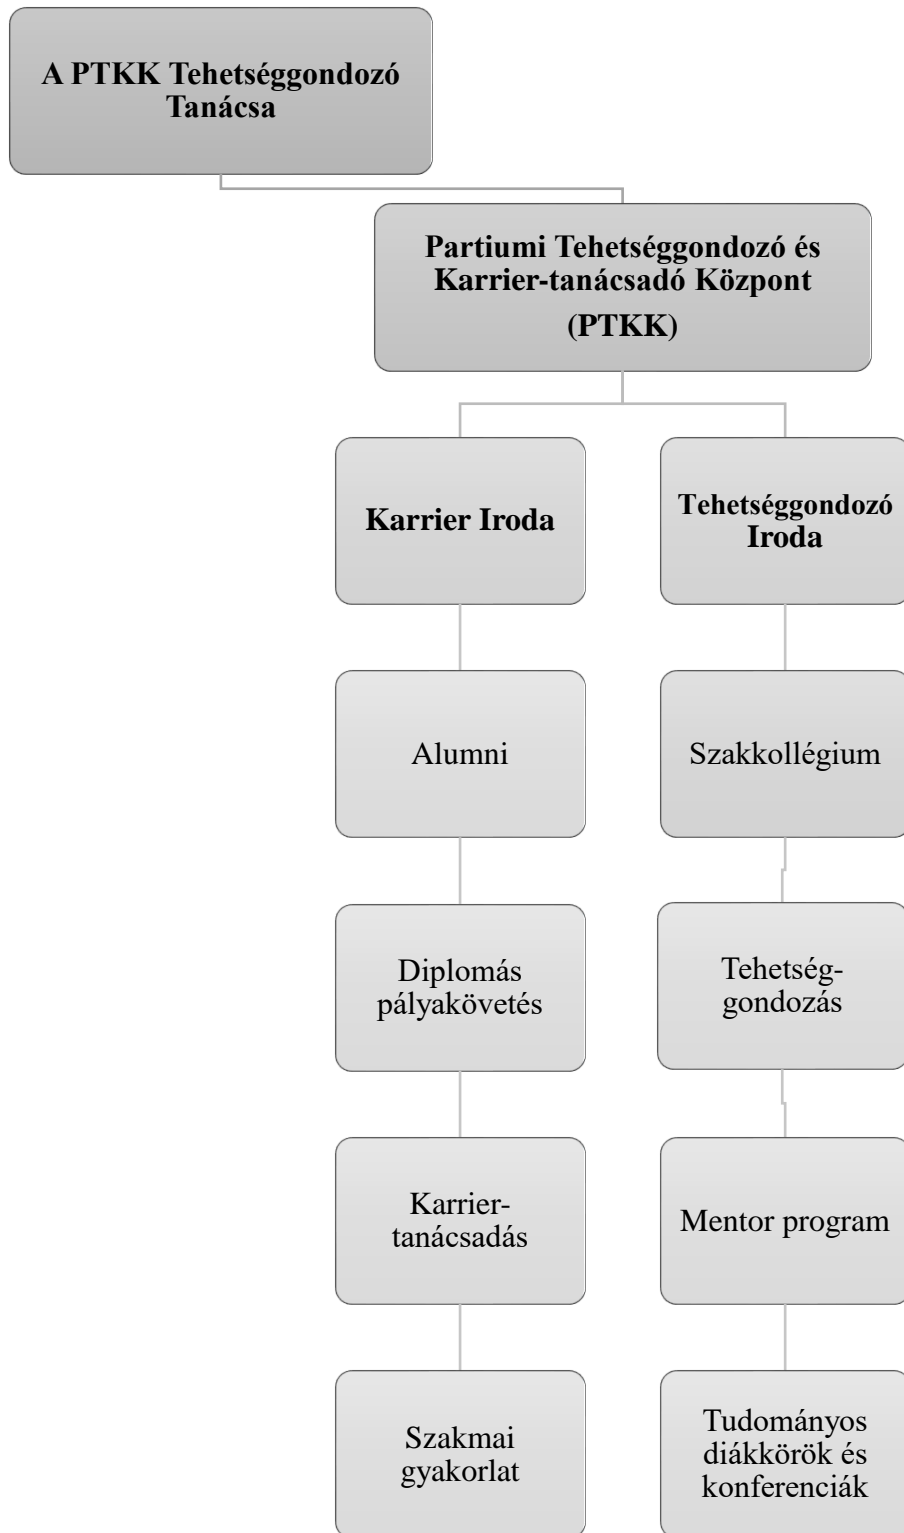 A PTKK Tehetséggondozó
Tanácsa
Partiumi Tehetséggondozó és
Karrier-tanácsadó Központ
(PTKK)
Karrier Iroda
Tehetséggondozó
Iroda
Alumni
Szakkollégium
Diplomás
pályakövetés
Tehetség-
gondozás
Karrier-
tanácsadás
Mentor program
Szakmai
gyakorlat
Tudományos
diákkörök és
konferenciák